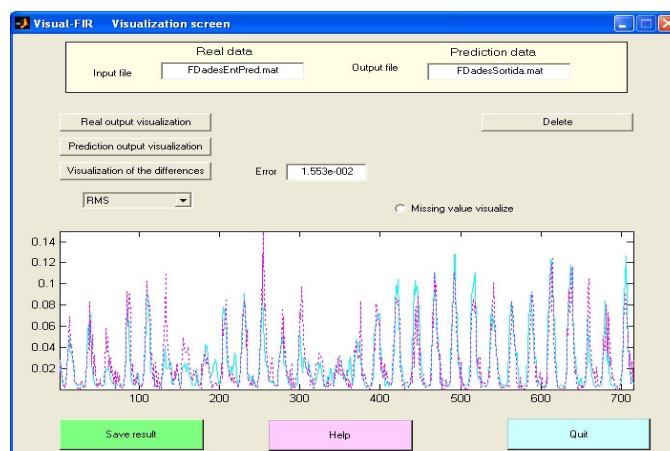 Visual-FIR Visualization screen
Real data
Prediction data
Input file
FDadesEntPred.mat
Output file
FDadesSortida.mat
Real output visualization
Delete
Prediction output visualization
Visualization of the differences
Error
1.553e-002
RMS
Missing value visualize
0.14
0.12
0.1
0.08
0.06
0.04
0.02
100 200 300 400 500 600 700
Save result
Help
Quit